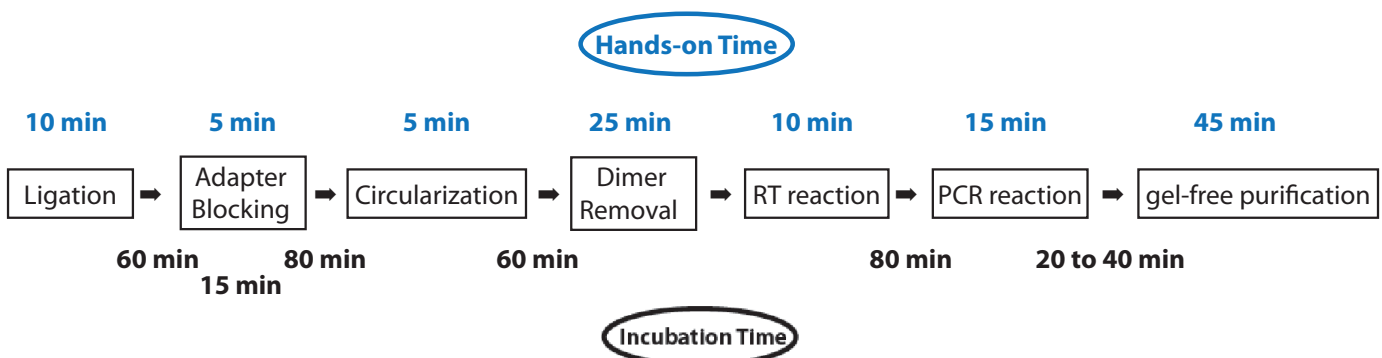 Hands-on Time
10 min 5 min 5 min 25 min 10 min 15 min 45 min
Ligation ➡ Adapter Blocking ➡ Circularization ➡ Dimer Removal ➡ RT reaction ➡ PCR reaction ➡ gel-free purification
60 min 80 min 60 min 80 min 20 to 40 min
15 min
Incubation Time